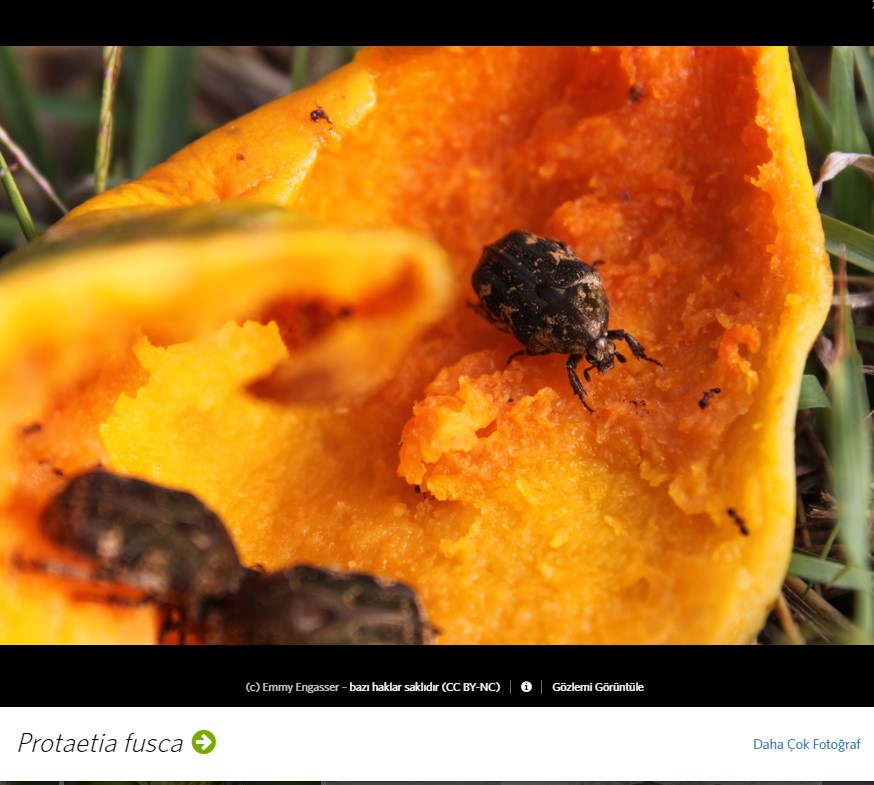 (c) Emmy Engasser – bazı haklar saklıdır (CC BY-NC) Gözlemi Görüntüle
Protaetia fusca Daha Çok Fotoğraf